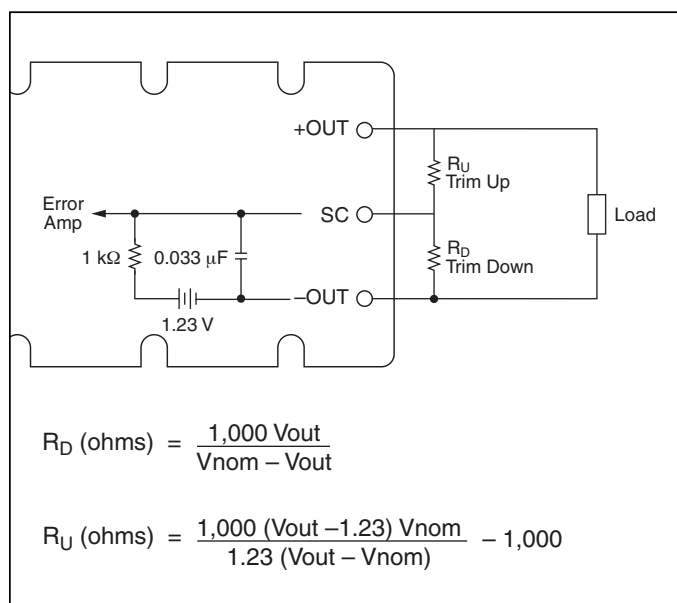 +OUT
R_U
Trim Up
Error
Amp
SC
Load
1 kΩ
0.033 μF
R_D
Trim Down
–OUT
1.23 V
R_D (ohms) = 1,000 Vout / Vnom – Vout
R_U (ohms) = 1,000 (Vout –1.23) Vnom / 1.23 (Vout – Vnom) – 1,000